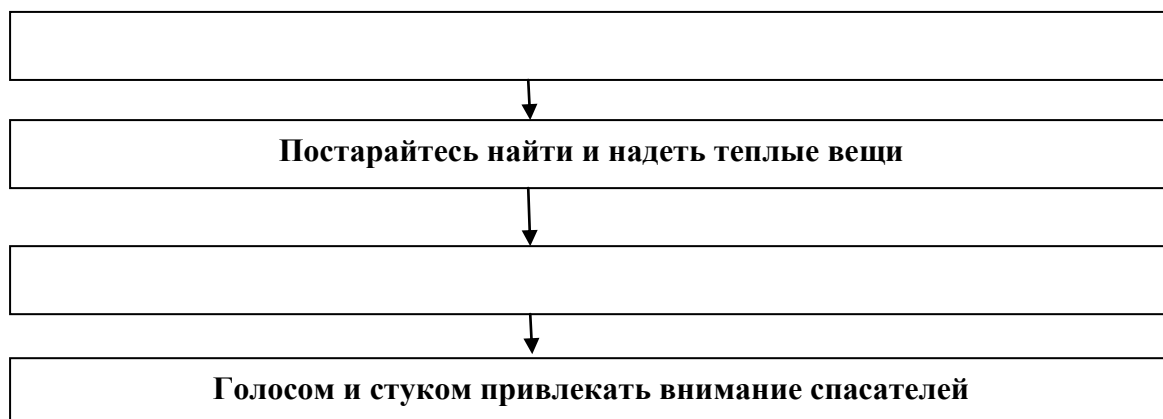 Постарайтесь найти и надеть теплые вещи
Голосом и стуком привлекать внимание спасателей